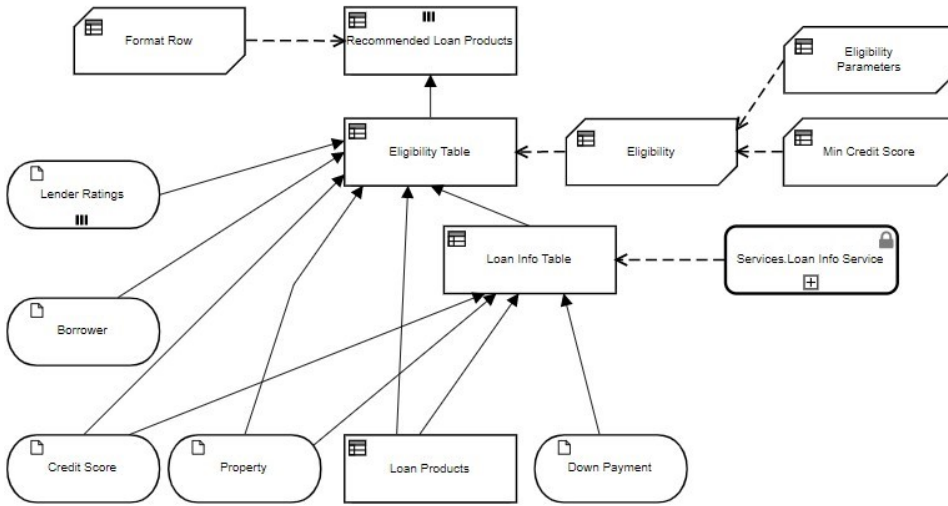 Format Row
Recommended Loan Products
Eligibility
Parameters
Eligibility Table
Eligibility
Min Credit Score
Lender Ratings
Loan Info Table
Services.Loan Info Service
Borrower
Credit Score
Property
Loan Products
Down Payment